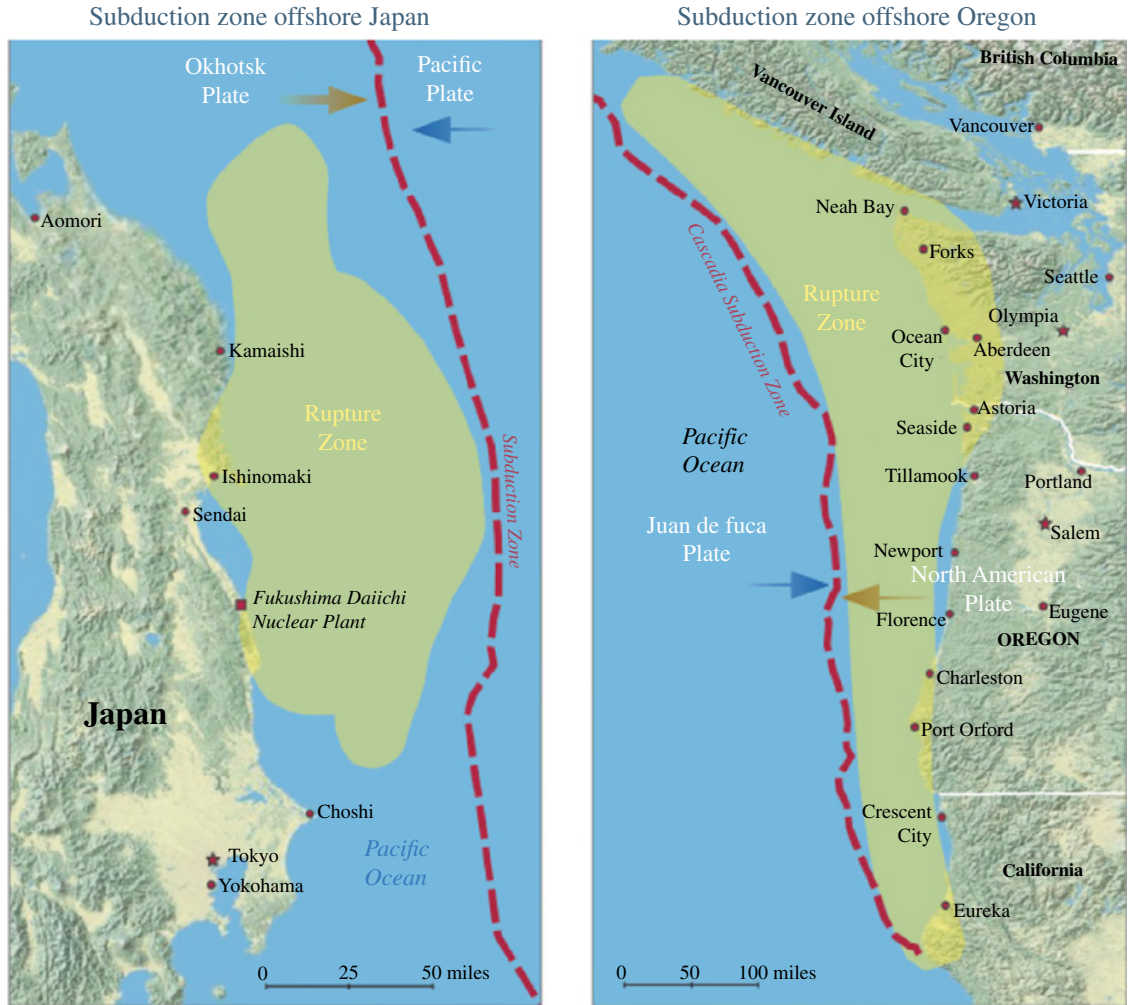 Subduction zone offshore Japan
Okhotsk
Plate
Pacific
Plate
Aomori
Kamaishi
Rupture
Zone
Ishinomaki
Sendai
Subduction Zone
Fukushima Daiichi
Nuclear Plant
Japan
Choshi
Tokyo
Yokohama
Pacific
Ocean
0 25 50 miles
Subduction zone offshore Oregon
British Columbia
Vancouver Island
Vancouver
Neah Bay
Victoria
Forks
Seattle
Cascadia Subduction Zone
Rupture
Zone
Olympia
Ocean
City
Aberdeen
Washington
Astoria
Seaside
Pacific
Ocean
Tillamook
Portland
Juan de fuca
Plate
Salem
Newport
North American
Plate
Florence
Eugene
OREGON
Charleston
Port Orford
Crescent
City
California
Eureka
0 50 100 miles